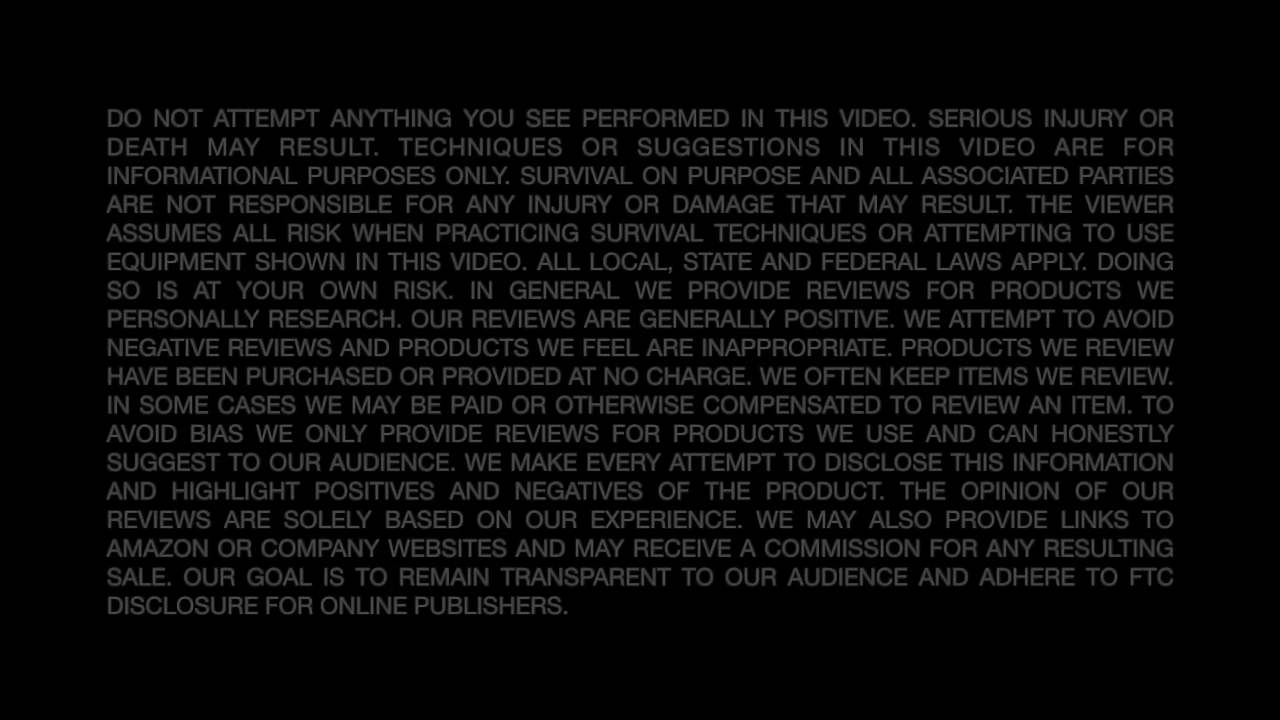 DO NOT ATTEMPT ANYTHING YOU SEE PERFORMED IN THIS VIDEO. SERIOUS INJURY OR
DEATH MAY RESULT. TECHNIQUES OR SUGGESTIONS IN THIS VIDEO ARE FOR
INFORMATIONAL PURPOSES ONLY. SURVIVAL ON PURPOSE AND ALL ASSOCIATED PARTIES
ARE NOT RESPONSIBLE FOR ANY INJURY OR DAMAGE THAT MAY RESULT. THE VIEWER
ASSUMES ALL RISK WHEN PRACTICING SURVIVAL TECHNIQUES OR ATTEMPTING TO USE
EQUIPMENT SHOWN IN THIS VIDEO. ALL LOCAL, STATE AND FEDERAL LAWS APPLY. DOING
SO IS AT YOUR OWN RISK. IN GENERAL WE PROVIDE REVIEWS FOR PRODUCTS WE
PERSONALLY RESEARCH. OUR REVIEWS ARE GENERALLY POSITIVE. WE ATTEMPT TO AVOID
NEGATIVE REVIEWS AND PRODUCTS WE FEEL ARE INAPPROPRIATE. PRODUCTS WE REVIEW
HAVE BEEN PURCHASED OR PROVIDED AT NO CHARGE. WE OFTEN KEEP ITEMS WE REVIEW.
IN SOME CASES WE MAY BE PAID OR OTHERWISE COMPENSATED TO REVIEW AN ITEM. TO
AVOID BIAS WE ONLY PROVIDE REVIEWS FOR PRODUCTS WE USE AND CAN HONESTLY
SUGGEST TO OUR AUDIENCE. WE MAKE EVERY ATTEMPT TO DISCLOSE THIS INFORMATION
AND HIGHLIGHT POSITIVES AND NEGATIVES OF THE PRODUCT. THE OPINION OF OUR
REVIEWS ARE SOLELY BASED ON OUR EXPERIENCE. WE MAY ALSO PROVIDE LINKS TO
AMAZON OR COMPANY WEBSITES AND MAY RECEIVE A COMMISSION FOR ANY RESULTING
SALE. OUR GOAL IS TO REMAIN TRANSPARENT TO OUR AUDIENCE AND ADHERE TO FTC
DISCLOSURE FOR ONLINE PUBLISHERS.